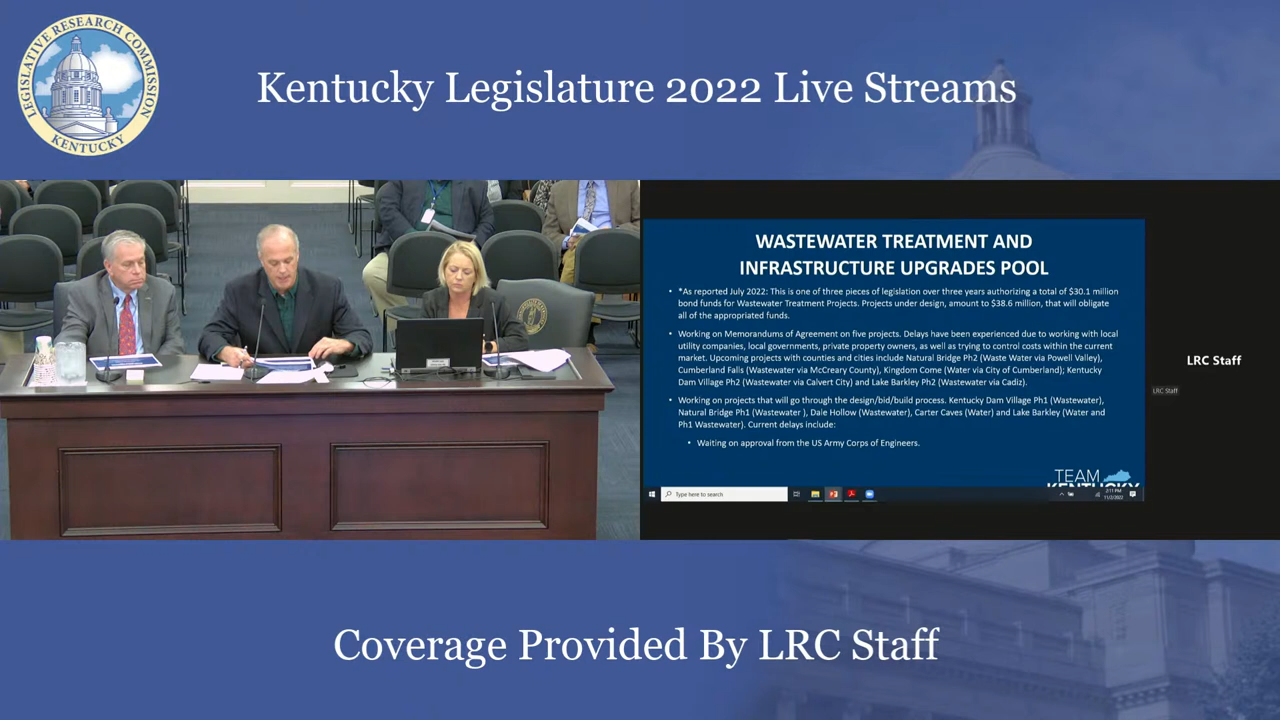 LEGISLATIVE RESEARCH COMMISSION
KENTUCKY
Kentucky Legislature 2022 Live Streams
WASTEWATER TREATMENT AND
INFRASTRUCTURE UPGRADES POOL
• *As reported July 2022: This is one of three pieces of legislation over three years authorizing a total of $30.1 million
bond funds for Wastewater Treatment Projects. Projects under design, amount to $38.6 million, that will obligate
all of the appropriated funds.
• Working on Memorandums of Agreement on five projects. Delays have been experienced due to working with local
utility companies, local governments, private property owners, as well as trying to control costs within the current
market. Upcoming projects with counties and cities include Natural Bridge Ph2 (Waste Water via Powell Valley),
Cumberland Falls (Wastewater via McCreary County), Kingdom Come (Water via City of Cumberland); Kentucky
Dam Village Ph2 (Wastewater via Calvert City) and Lake Barkley Ph2 (Wastewater via Cadiz).
• Working on projects that will go through the design/bid/build process. Kentucky Dam Village Ph1 (Wastewater),
Natural Bridge Ph1 (Wastewater ), Dale Hollow (Wastewater), Carter Caves (Water) and Lake Barkley (Water and
Ph1 Wastewater). Current delays include:
• Waiting on approval from the US Army Corps of Engineers.
TEAM
KENTUCKY
Type here to search
2:11 PM
11/2/2022
LRC Staff
LRC Staff
Coverage Provided By LRC Staff